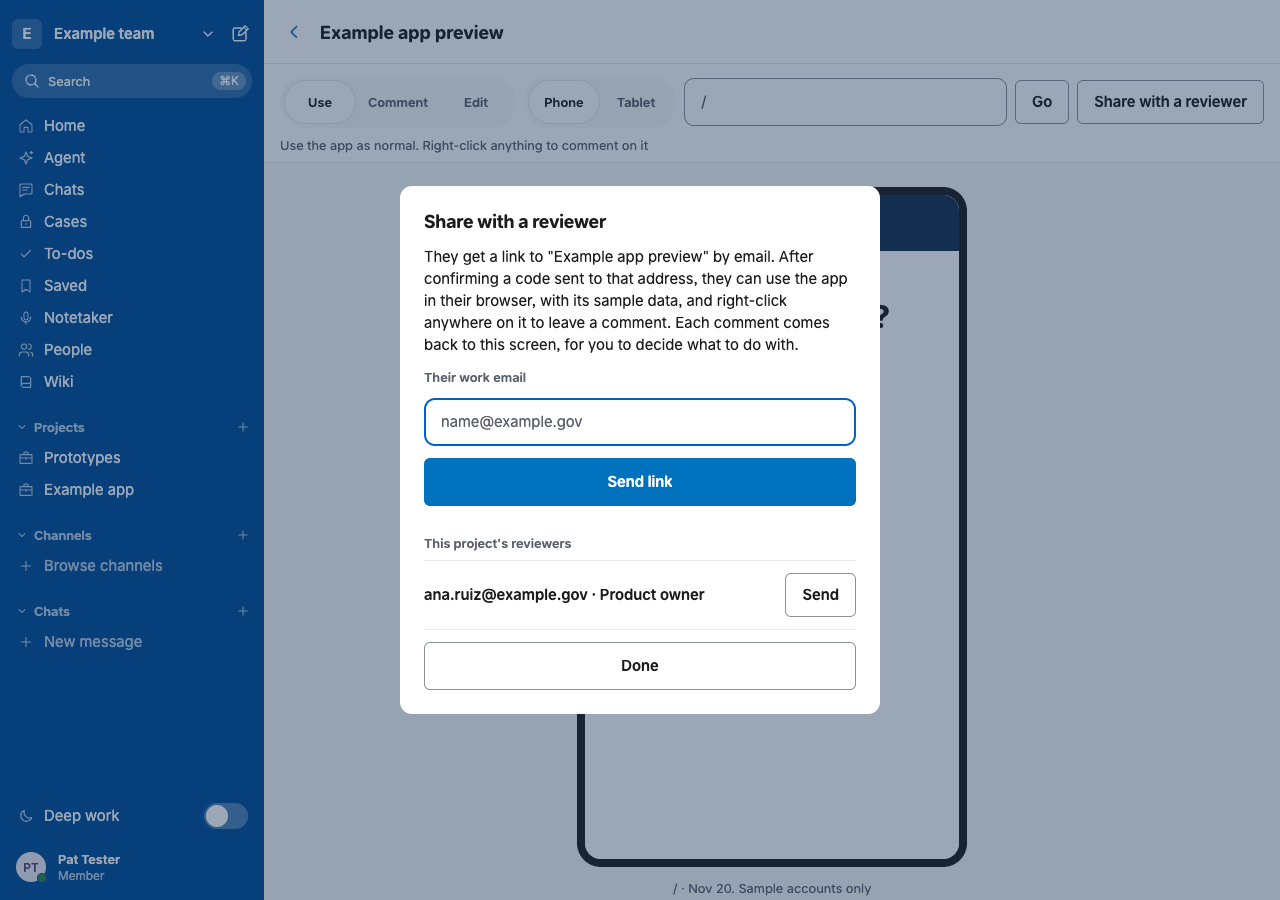 E Example team
Search ⌘K
Home
Agent
Chats
Cases
To-dos
Saved
Notetaker
People
Wiki
Projects
Prototypes
Example app
Channels
Browse channels
Chats
New message
Deep work
PT Pat Tester
Member
Example app preview
Use Comment Edit Phone Tablet / Go Share with a reviewer
Use the app as normal. Right-click anything to comment on it
?
Share with a reviewer
They get a link to "Example app preview" by email. After
confirming a code sent to that address, they can use the app
in their browser, with its sample data, and right-click
anywhere on it to leave a comment. Each comment comes
back to this screen, for you to decide what to do with.
Their work email
name@example.gov
Send link
This project's reviewers
ana.ruiz@example.gov · Product owner Send
Done
/ · Nov 20. Sample accounts only